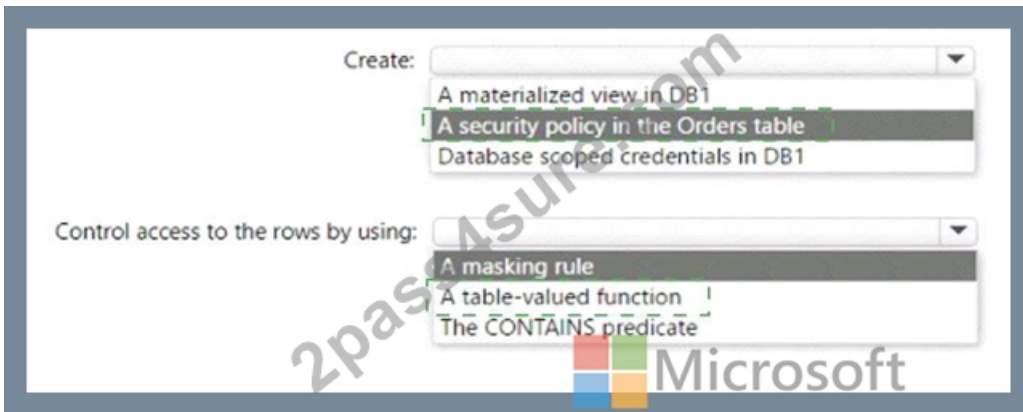 Create:
A materialized view in DB1
A security policy in the Orders table
Database scoped credentials in DB1
Control access to the rows by using:
A masking rule
A table-valued function
The CONTAINS predicate
2pass4sure.com
Microsoft